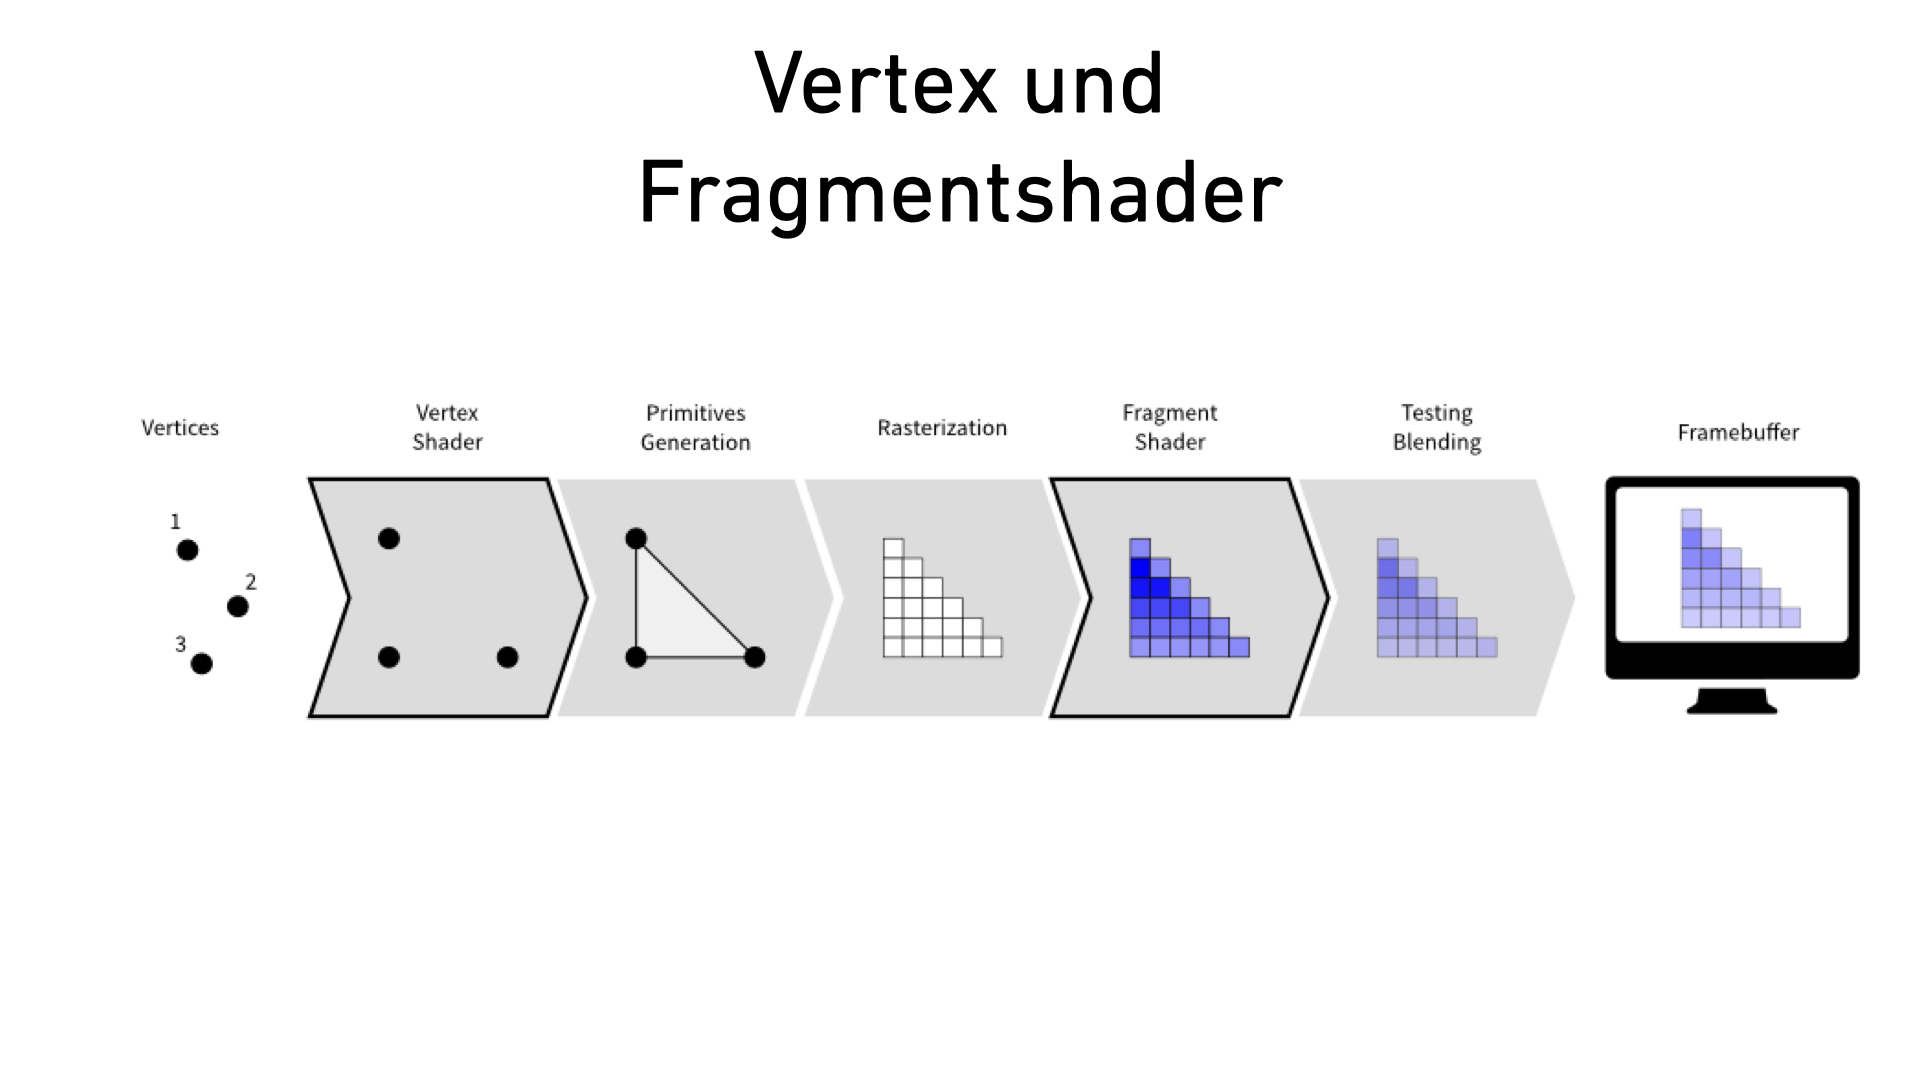 Vertex und
Fragmentshader
Vertices
Vertex
Shader
Primitives
Generation
Rasterization
Fragment
Shader
Testing
Blending
Framebuffer
1
2
3